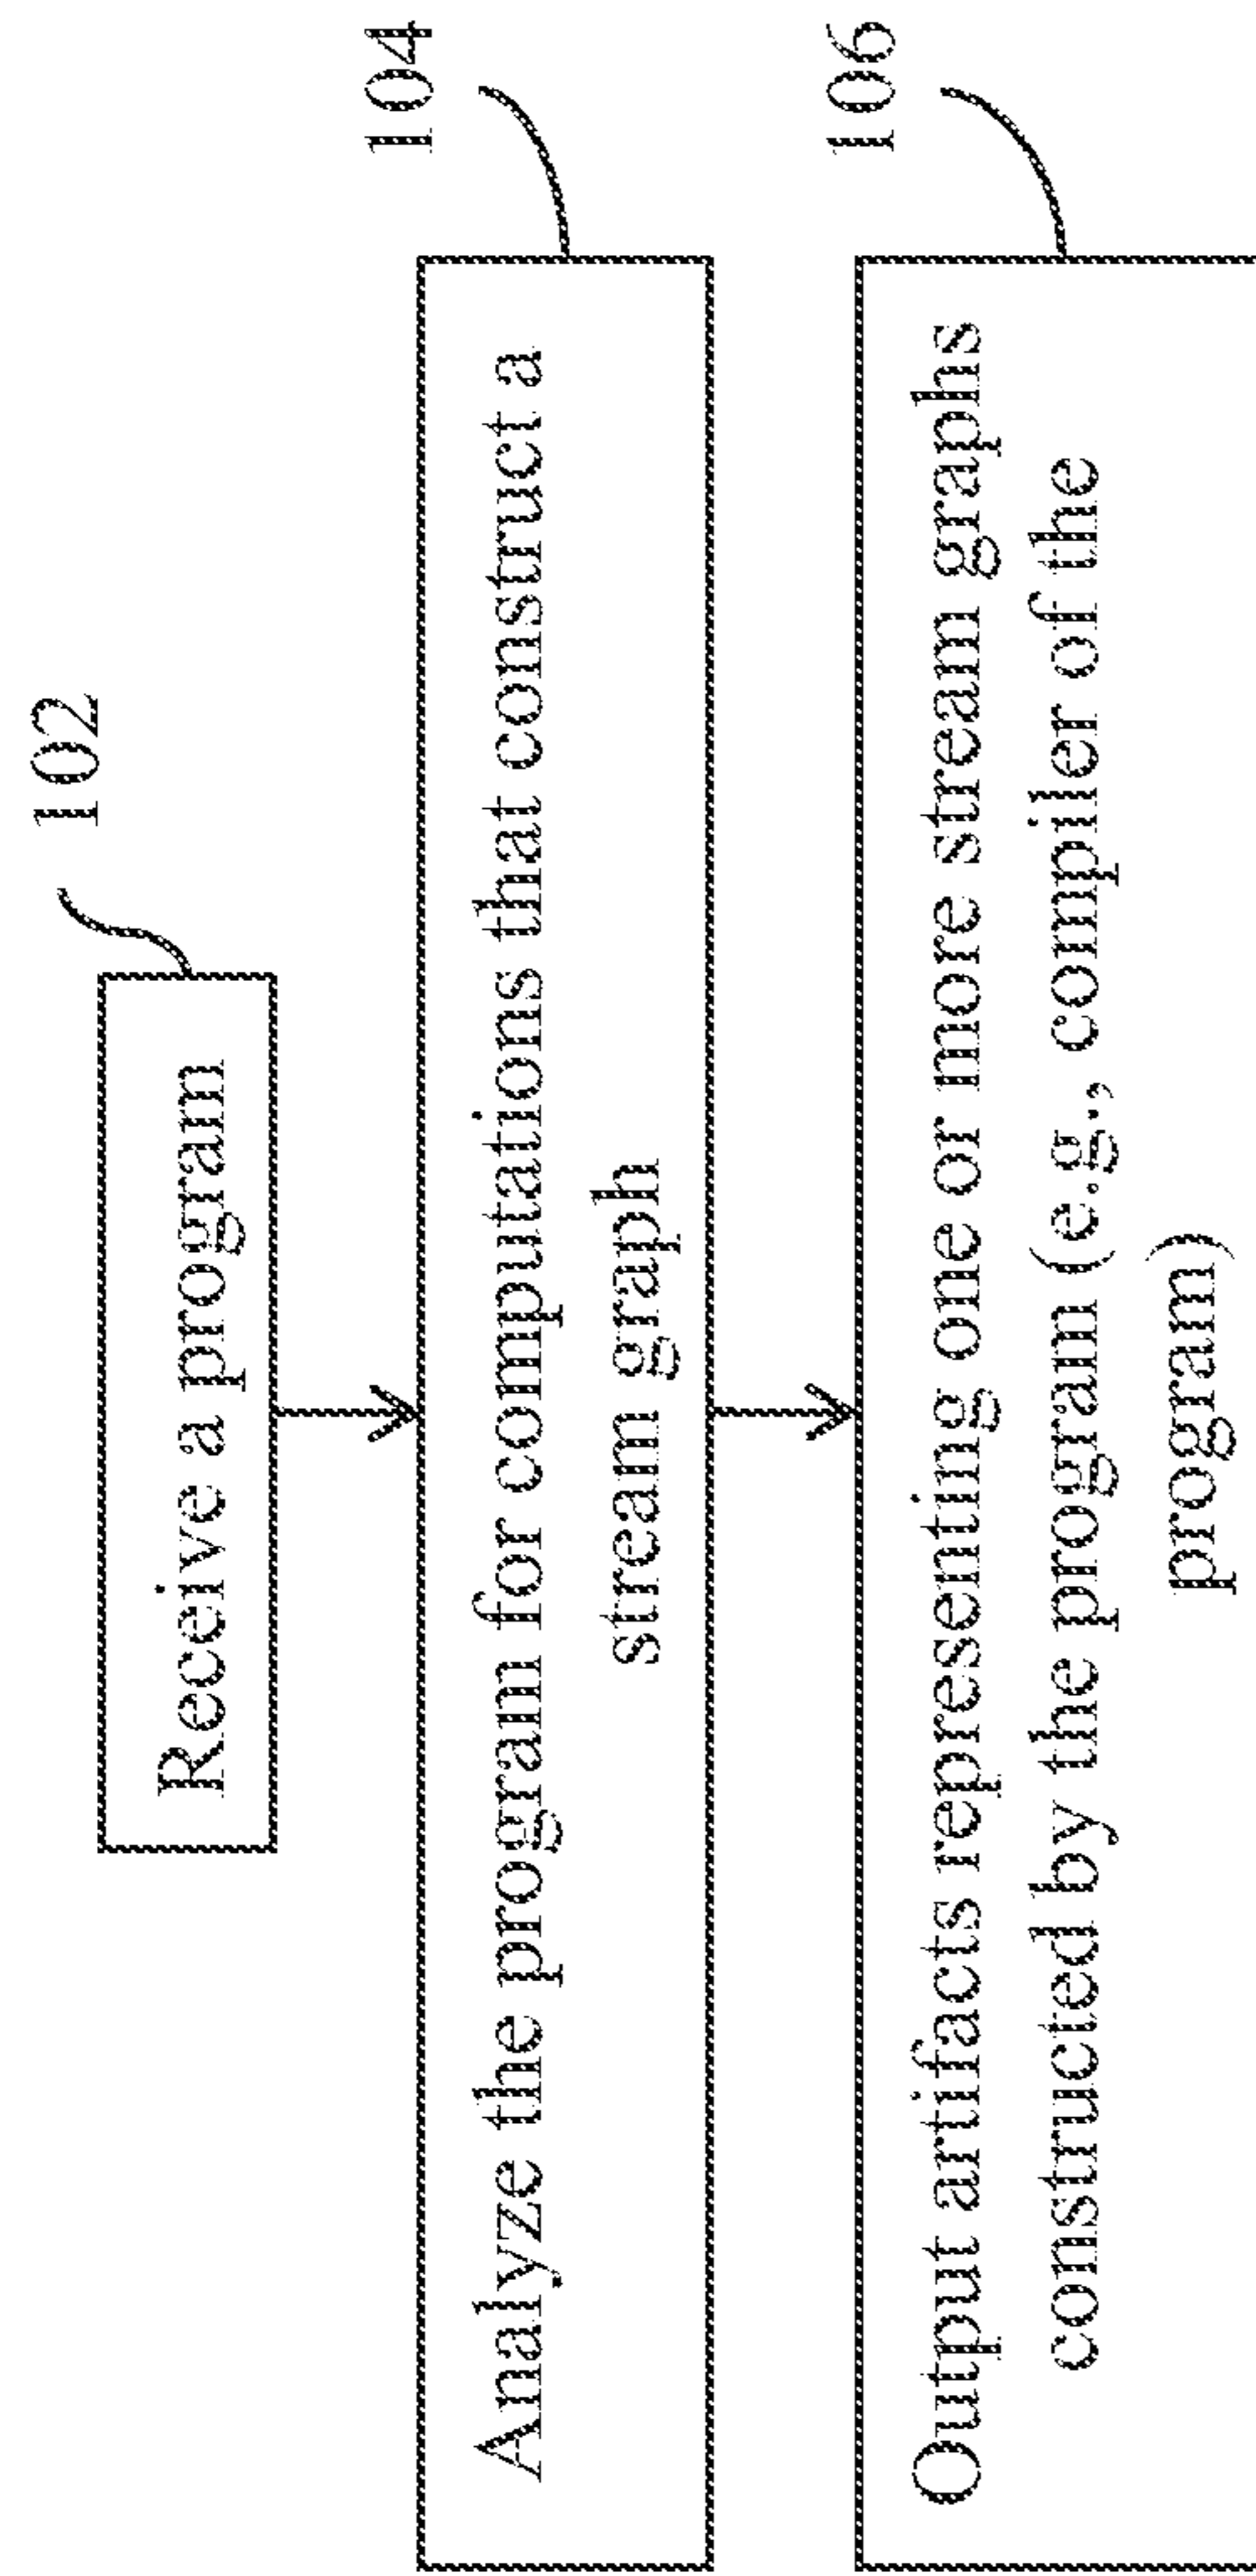 102
Receive a program
104
Analyze the program for computations that construct a
stream graph
106
Output artifacts representing one or more stream graphs
constructed by the program (e.g., compiler of the
program)